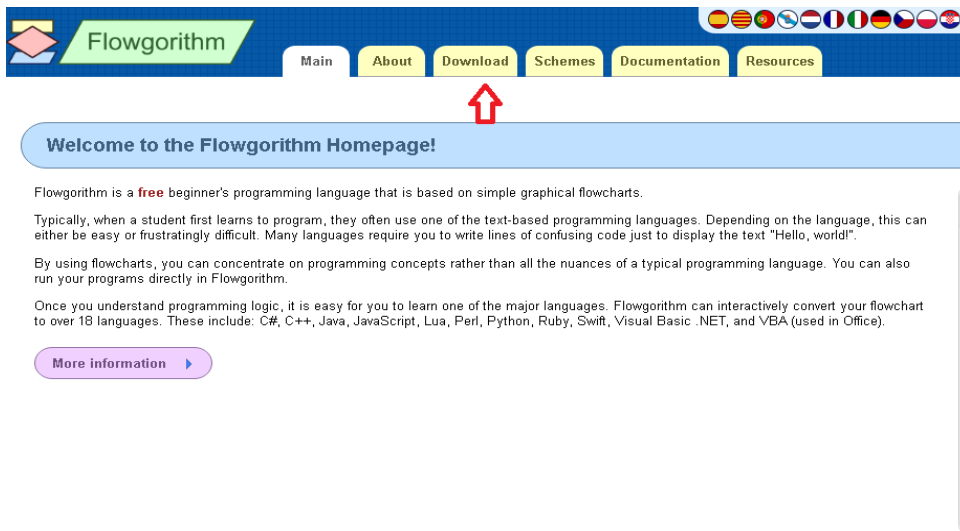 Flowgorithm
Main
About
Download
Schemes
Documentation
Resources
Welcome to the Flowgorithm Homepage!
Flowgorithm is a free beginner's programming language that is based on simple graphical flowcharts.
Typically, when a student first learns to program, they often use one of the text-based programming languages. Depending on the language, this can
either be easy or frustratingly difficult. Many languages require you to write lines of confusing code just to display the text "Hello, world!".
By using flowcharts, you can concentrate on programming concepts rather than all the nuances of a typical programming language. You can also
run your programs directly in Flowgorithm.
Once you understand programming logic, it is easy for you to learn one of the major languages. Flowgorithm can interactively convert your flowchart
to over 18 languages. These include: C#, C++, Java, JavaScript, Lua, Perl, Python, Ruby, Swift, Visual Basic .NET, and VBA (used in Office).
More information